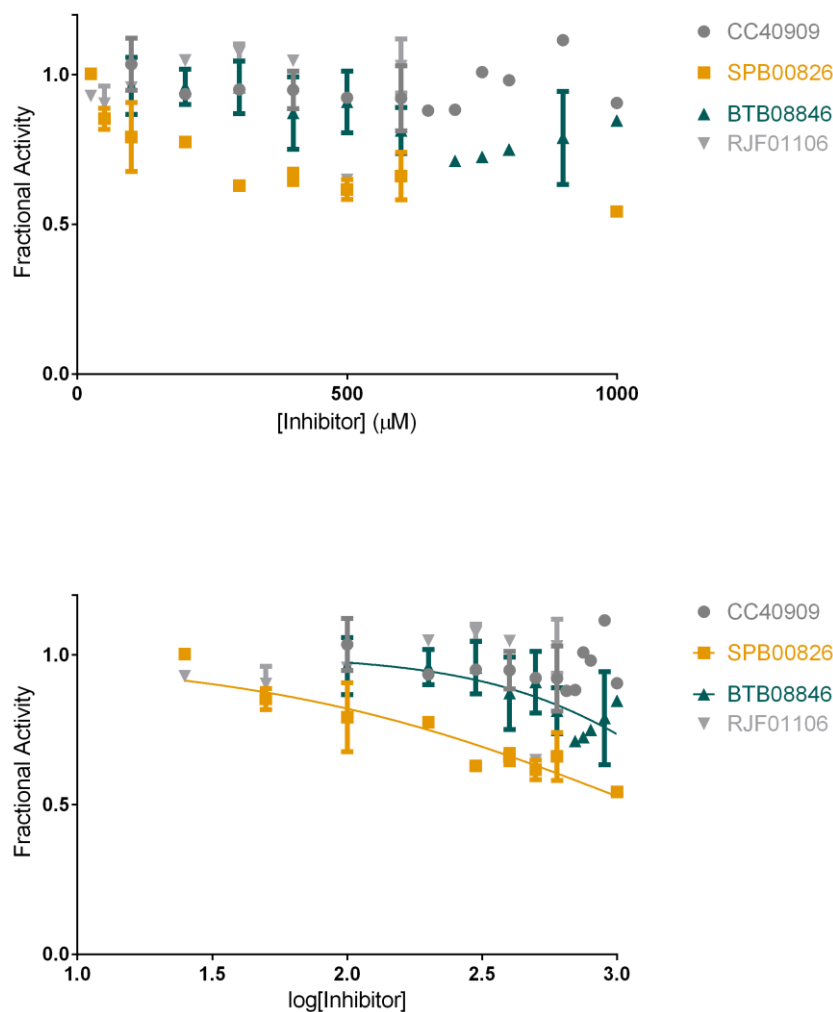 Fractional Activity
1.0
0.5
0.0
0
500
1000
[Inhibitor] (μM)
CC40909
SPB00826
BTB08846
RJF01106
Fractional Activity
1.0
0.5
0.0
1.0
1.5
2.0
2.5
3.0
log[Inhibitor]
CC40909
SPB00826
BTB08846
RJF01106